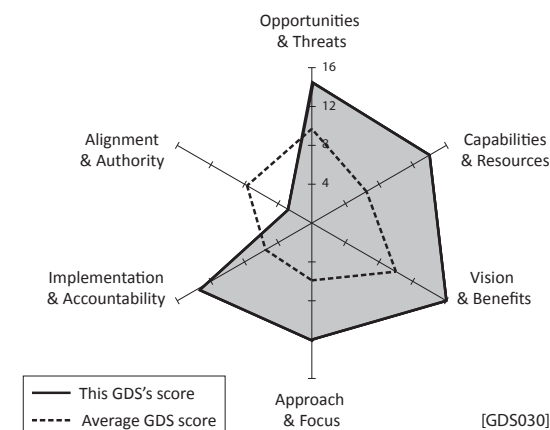 Opportunities
& Threats
16
12
8
4
Alignment
& Authority
Capabilities
& Resources
Implementation
& Accountability
Vision
& Benefits
Approach
& Focus
This GDS's score
Average GDS score
[GDS030]